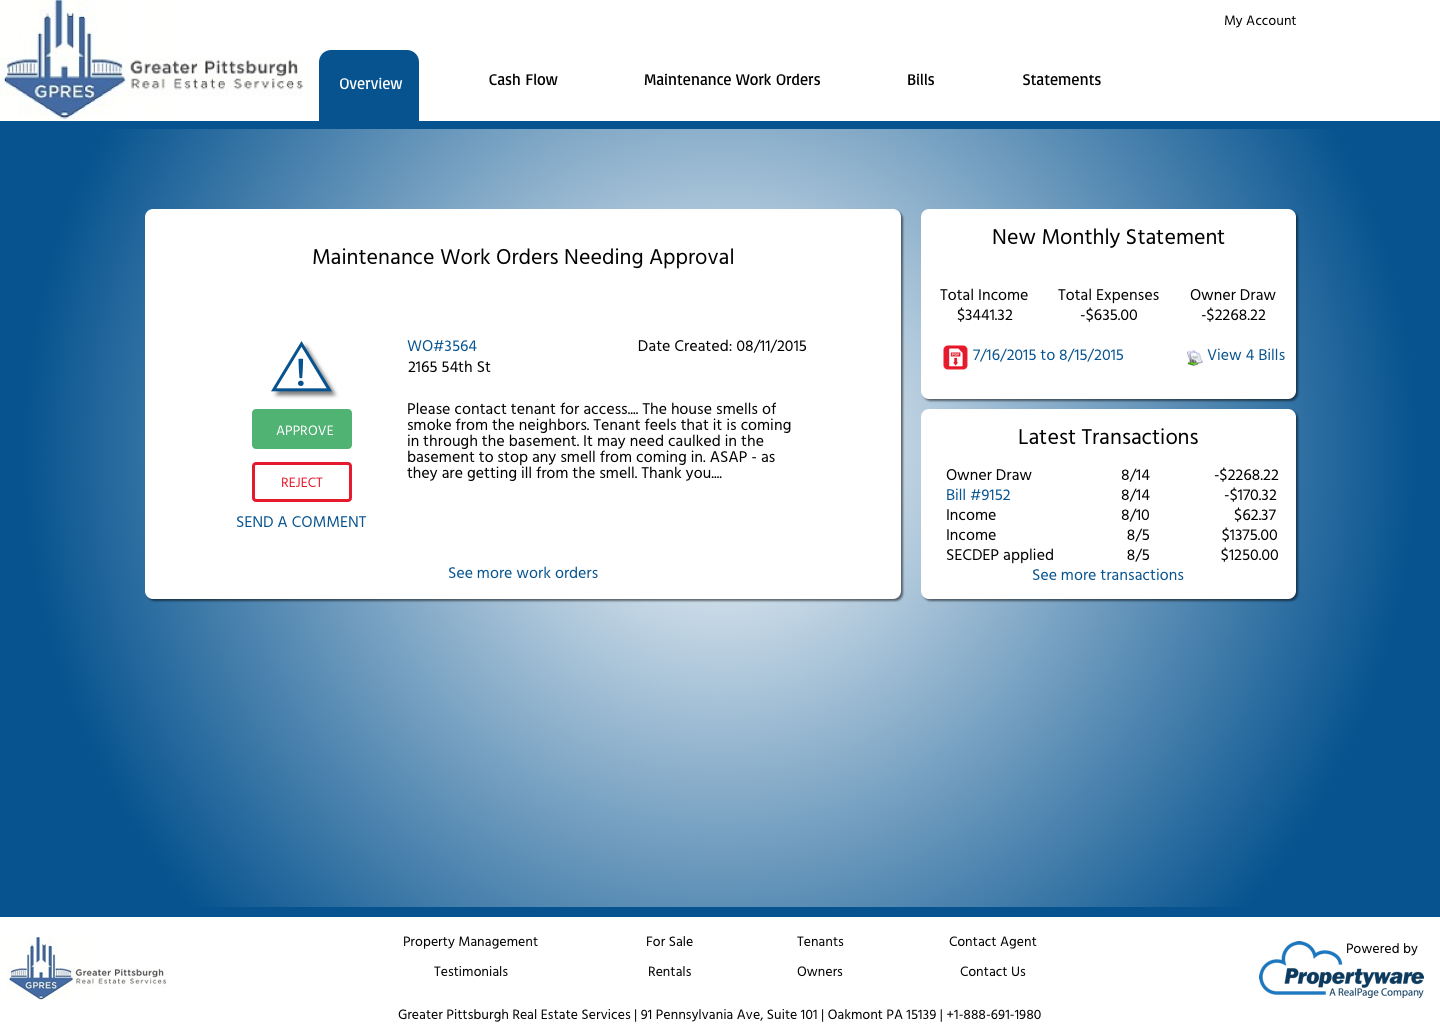 My Account
GPRES
Greater Pittsburgh
Real Estate Services
Overview
Cash Flow
Maintenance Work Orders
Bills
Statements
Maintenance Work Orders Needing Approval
WO#3564
Date Created: 08/11/2015
2165 54th St
!
APPROVE
REJECT
SEND A COMMENT
Please contact tenant for access.... The house smells of
smoke from the neighbors. Tenant feels that it is coming
in through the basement. It may need caulked in the
basement to stop any smell from coming in. ASAP - as
they are getting ill from the smell. Thank you....
See more work orders
New Monthly Statement
Total Income Total Expenses Owner Draw
$3441.32 -$635.00 -$2268.22
7/16/2015 to 8/15/2015
View 4 Bills
Latest Transactions
Owner Draw 8/14 -$2268.22
Bill #9152 8/14 -$170.32
Income 8/10 $62.37
Income 8/5 $1375.00
SECDEP applied 8/5 $1250.00
See more transactions
GPRES
Greater Pittsburgh
Real Estate Services
Property Management For Sale Tenants Contact Agent
Testimonials Rentals Owners Contact Us
Greater Pittsburgh Real Estate Services | 91 Pennsylvania Ave, Suite 101 | Oakmont PA 15139 | +1-888-691-1980
Powered by
Propertyware
A RealPage Company